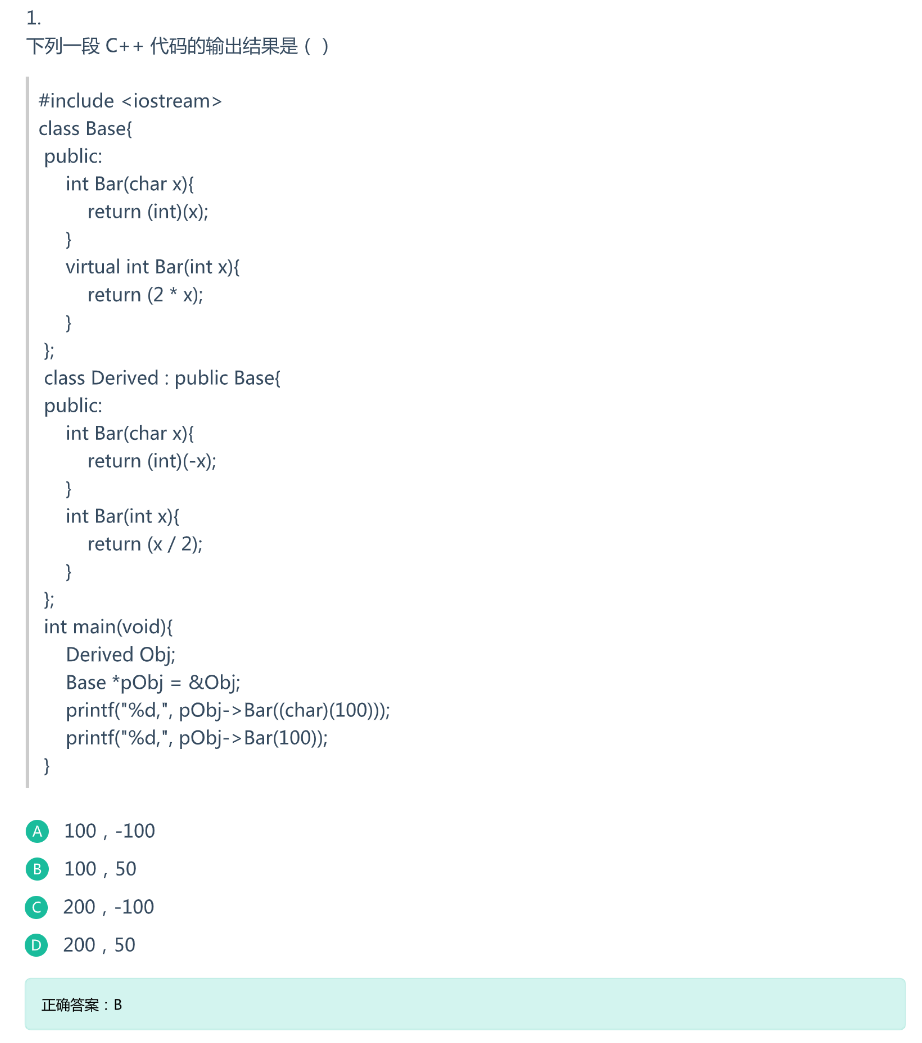 1.
下列一段 C++ 代码的输出结果是（ ）
#include <iostream>
class Base{
public:
int Bar(char x){
return (int)(x);
}
virtual int Bar(int x){
return (2 * x);
}
};
class Derived : public Base{
public:
int Bar(char x){
return (int)(-x);
}
int Bar(int x){
return (x / 2);
}
};
int main(void){
Derived Obj;
Base *pObj = &Obj;
printf("%d,", pObj->Bar((char)(100)));
printf("%d,", pObj->Bar(100));
}
A 100，-100
B 100，50
C 200，-100
D 200，50
正确答案：B